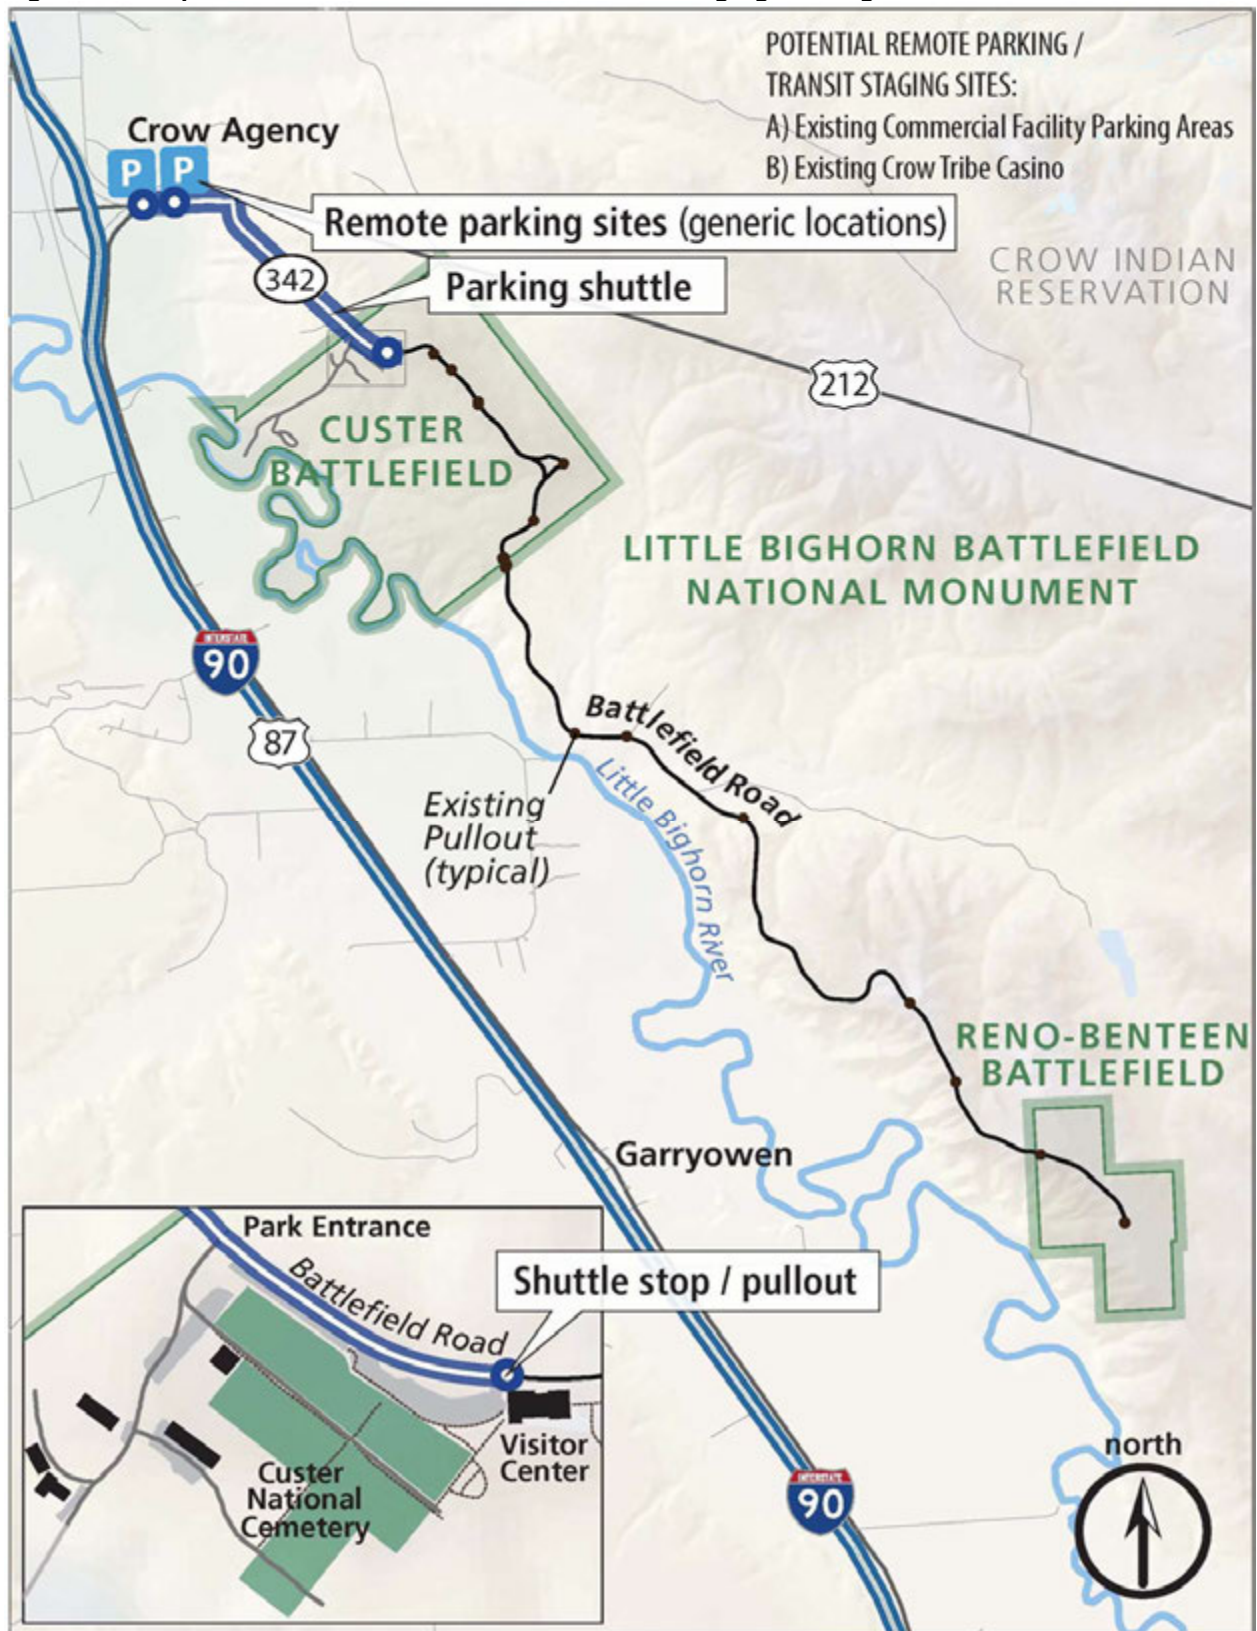 POTENTIAL REMOTE PARKING /
TRANSIT STAGING SITES:
A) Existing Commercial Facility Parking Areas
B) Existing Crow Tribe Casino
Crow Agency
P P
Remote parking sites (generic locations)
CROW INDIAN
RESERVATION
342
Parking shuttle
212
CUSTER
BATTLEFIELD
LITTLE BIGHORN BATTLEFIELD
NATIONAL MONUMENT
INTERSTATE
90
87
Battlefield Road
Little Bighorn River
Existing
Pullout
(typical)
RENO-BENTEEN
BATTLEFIELD
Garryowen
Park Entrance
Battlefield Road
Shuttle stop / pullout
Visitor
Center
Custer
National
Cemetery
INTERSTATE
90
north